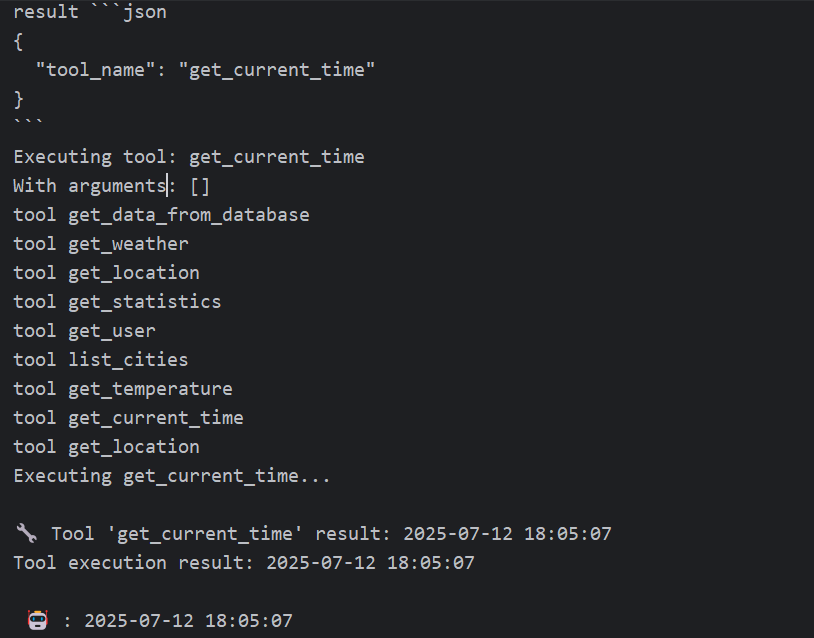 result ```json
{
  "tool_name": "get_current_time"
}
```
Executing tool: get_current_time
With arguments: []
tool get_data_from_database
tool get_weather
tool get_location
tool get_statistics
tool get_user
tool list_cities
tool get_temperature
tool get_current_time
tool get_location
Executing get_current_time...
🔧 Tool 'get_current_time' result: 2025-07-12 18:05:07
Tool execution result: 2025-07-12 18:05:07
🤖 : 2025-07-12 18:05:07